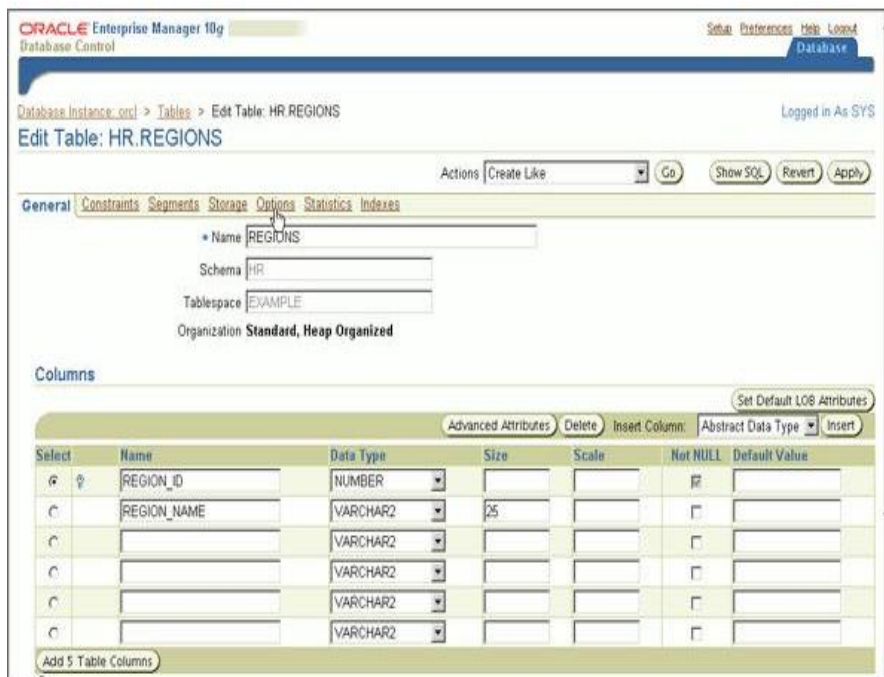 ORACLE Enterprise Manager 10g
Database Control
Setup Preferences Help Logout
Database
Database Instance: orcl > Tables > Edit Table: HR.REGIONS
Logged in As SYS
Edit Table: HR.REGIONS
Actions Create Like Go Show SQL Revert Apply
General Constraints Segments Storage Options Statistics Indexes
* Name REGIONS
Schema HR
Tablespace EXAMPLE
Organization Standard, Heap Organized
Columns
Set Default LOB Attributes
Advanced Attributes Delete Insert Column: Abstract Data Type Insert
Select Name Data Type Size Scale Not NULL Default Value
REGION_ID NUMBER
REGION_NAME VARCHAR2 25
VARCHAR2
VARCHAR2
VARCHAR2
VARCHAR2
Add 5 Table Columns